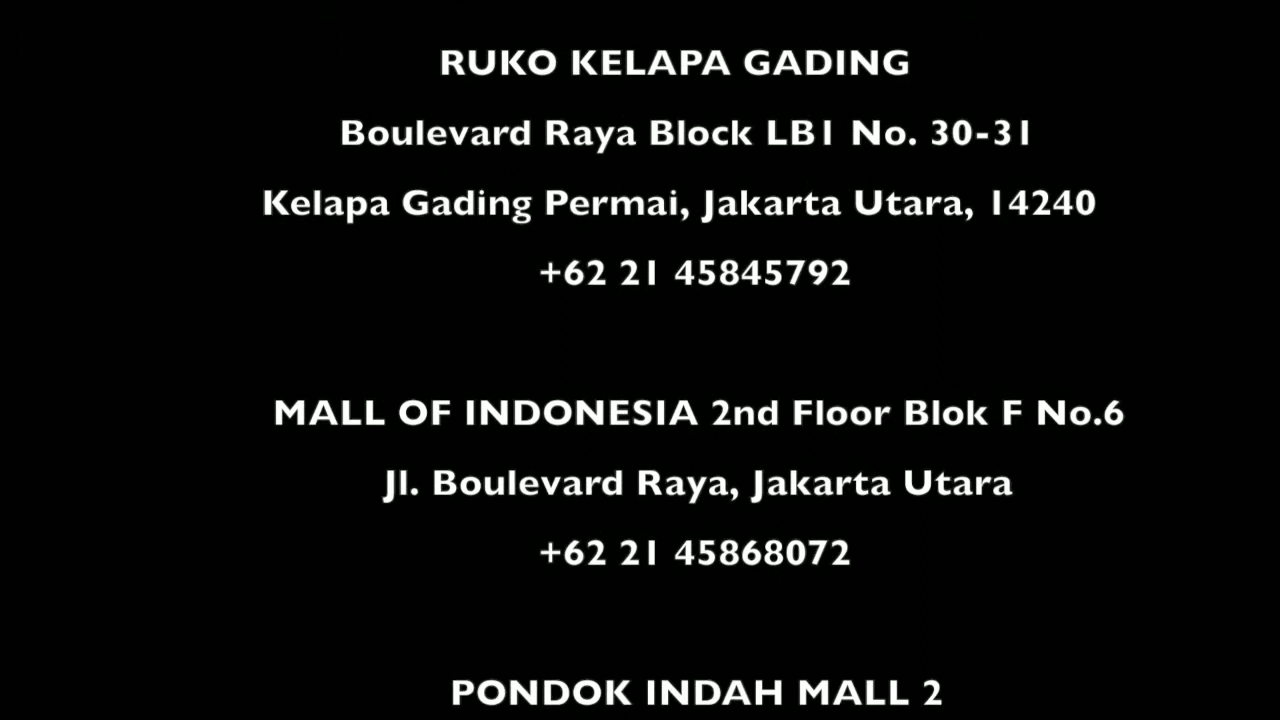 RUKO KELAPA GADING
Boulevard Raya Block LB1 No. 30-31
Kelapa Gading Permai, Jakarta Utara, 14240
+62 21 45845792
MALL OF INDONESIA 2nd Floor Blok F No.6
Jl. Boulevard Raya, Jakarta Utara
+62 21 45868072
PONDOK INDAH MALL 2